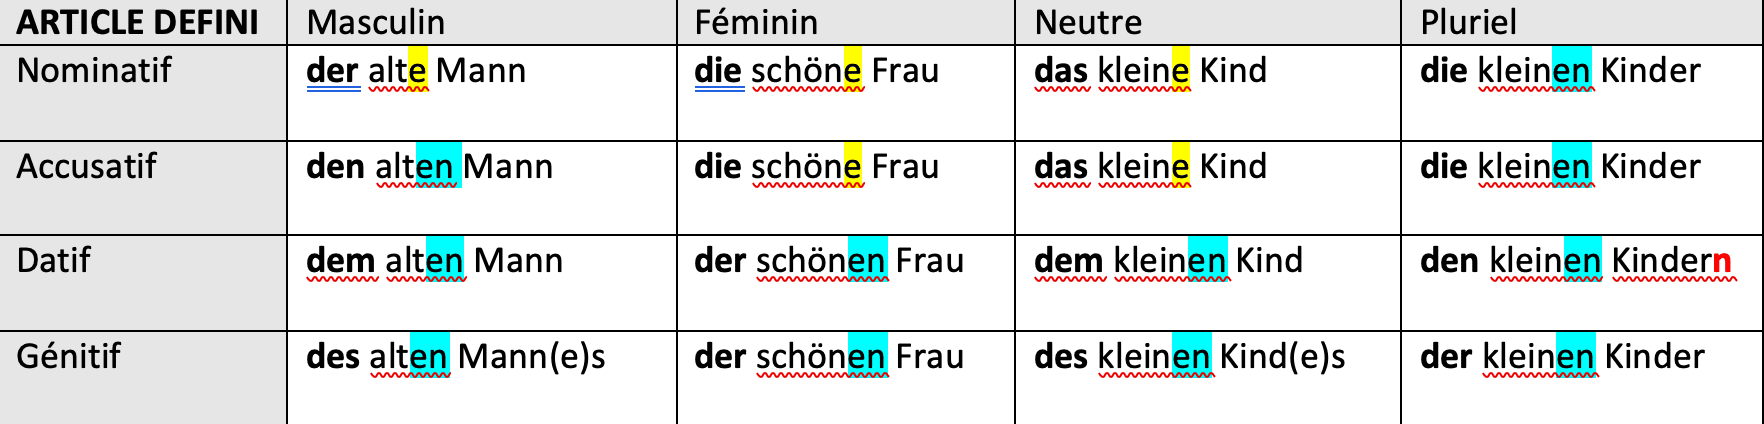 ARTICLE DEFINI Masculin Féminin Neutre Pluriel
Nominatif der alte Mann die schöne Frau das kleine Kind die kleinen Kinder
Accusatif den alten Mann die schöne Frau das kleine Kind die kleinen Kinder
Datif dem alten Mann der schönen Frau dem kleinen Kind den kleinen Kindern
Génitif des alten Mann(e)s der schönen Frau des kleinen Kind(e)s der kleinen Kinder